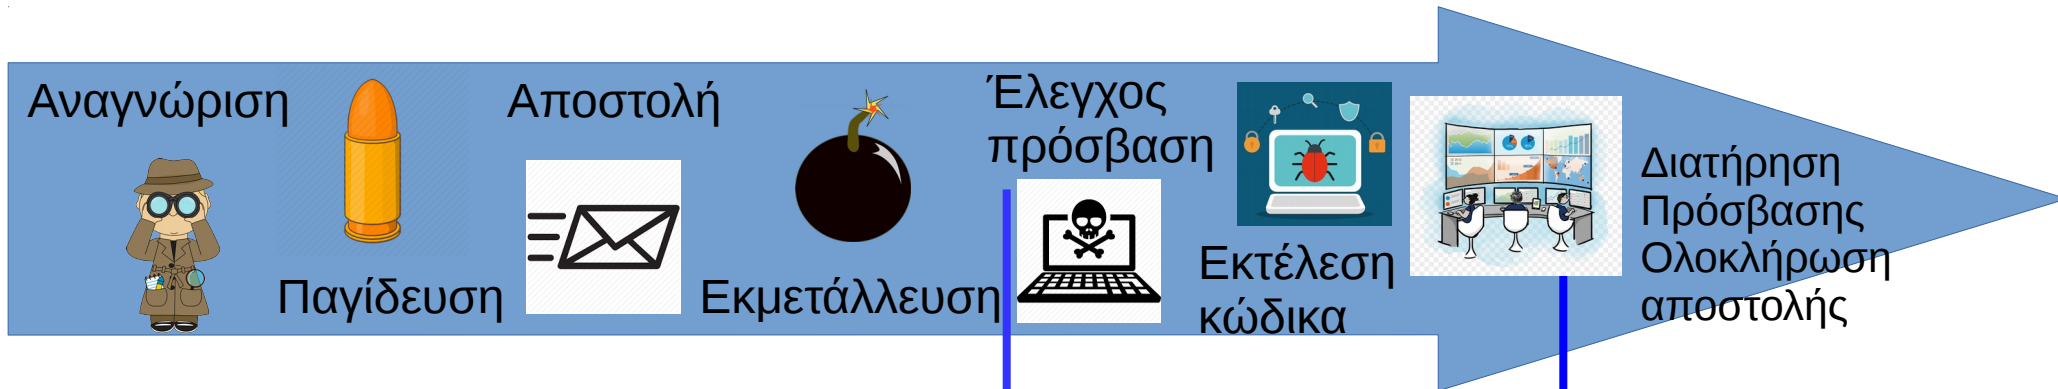 Αναγνώριση
Παγίδευση
Αποστολή
Εκμετάλλευση
Έλεγχος
πρόσβαση
Εκτέλεση
κώδικα
Διατήρηση
Πρόσβασης
Ολοκλήρωση
αποστολής